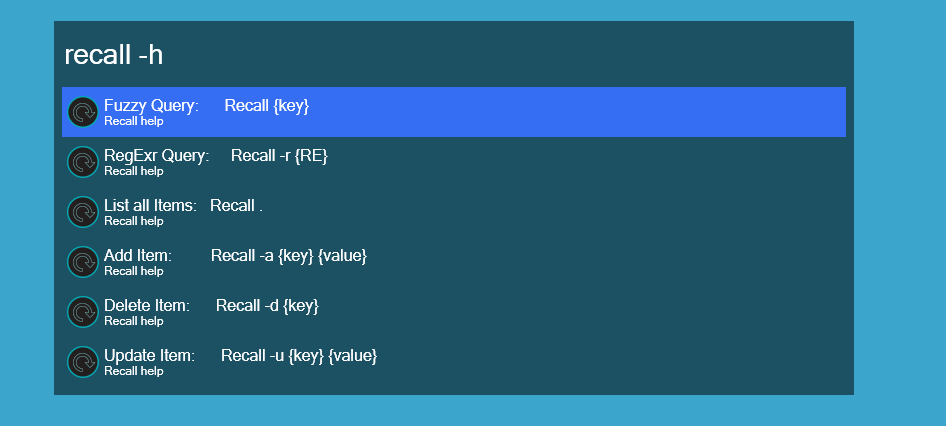 recall -h
Fuzzy Query: Recall {key}
Recall help
RegExr Query: Recall -r {RE}
Recall help
List all Items: Recall .
Recall help
Add Item: Recall -a {key} {value}
Recall help
Delete Item: Recall -d {key}
Recall help
Update Item: Recall -u {key} {value}
Recall help